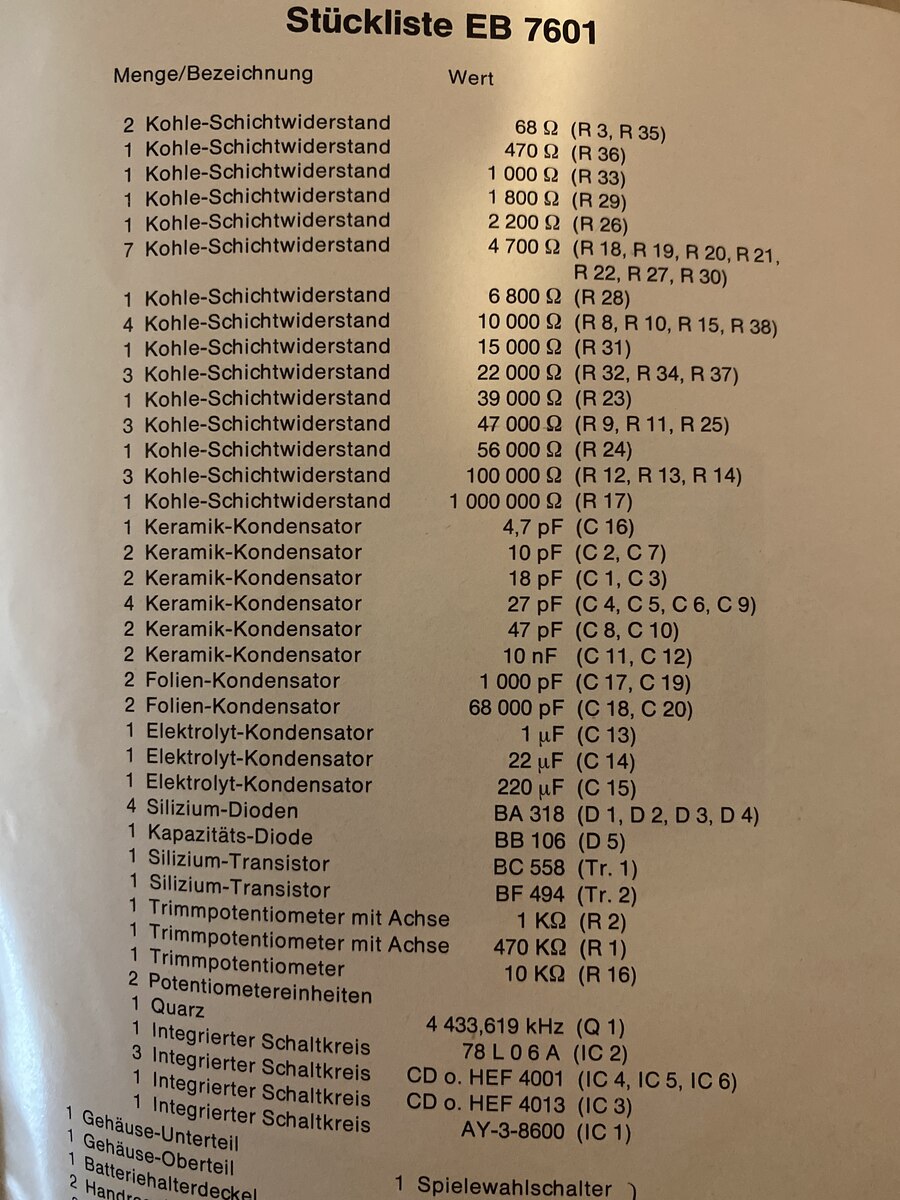 Stückliste EB 7601
Menge/Bezeichnung Wert
2 Kohle-Schichtwiderstand 68 Ω (R 3, R 35)
1 Kohle-Schichtwiderstand 470 Ω (R 36)
1 Kohle-Schichtwiderstand 1 000 Ω (R 33)
1 Kohle-Schichtwiderstand 1 800 Ω (R 29)
1 Kohle-Schichtwiderstand 2 200 Ω (R 26)
7 Kohle-Schichtwiderstand 4 700 Ω (R 18, R 19, R 20, R 21,
R 22, R 27, R 30)
1 Kohle-Schichtwiderstand 6 800 Ω (R 28)
4 Kohle-Schichtwiderstand 10 000 Ω (R 8, R 10, R 15, R 38)
1 Kohle-Schichtwiderstand 15 000 Ω (R 31)
3 Kohle-Schichtwiderstand 22 000 Ω (R 32, R 34, R 37)
1 Kohle-Schichtwiderstand 39 000 Ω (R 23)
3 Kohle-Schichtwiderstand 47 000 Ω (R 9, R 11, R 25)
1 Kohle-Schichtwiderstand 56 000 Ω (R 24)
3 Kohle-Schichtwiderstand 100 000 Ω (R 12, R 13, R 14)
1 Kohle-Schichtwiderstand 1 000 000 Ω (R 17)
1 Keramik-Kondensator 4,7 pF (C 16)
2 Keramik-Kondensator 10 pF (C 2, C 7)
2 Keramik-Kondensator 18 pF (C 1, C 3)
4 Keramik-Kondensator 27 pF (C 4, C 5, C 6, C 9)
2 Keramik-Kondensator 47 pF (C 8, C 10)
2 Keramik-Kondensator 10 nF (C 11, C 12)
2 Folien-Kondensator 1 000 pF (C 17, C 19)
2 Folien-Kondensator 68 000 pF (C 18, C 20)
1 Elektrolyt-Kondensator 1 µF (C 13)
1 Elektrolyt-Kondensator 22 µF (C 14)
1 Elektrolyt-Kondensator 220 µF (C 15)
4 Silizium-Dioden BA 318 (D 1, D 2, D 3, D 4)
1 Kapazitäts-Diode BB 106 (D 5)
1 Silizium-Transistor BC 558 (Tr. 1)
1 Silizium-Transistor BF 494 (Tr. 2)
1 Trimmpotentiometer mit Achse 1 KΩ (R 2)
1 Trimmpotentiometer mit Achse 470 KΩ (R 1)
1 Trimmpotentiometer 10 KΩ (R 16)
2 Potentiometereinheiten
1 Quarz 4 433,619 kHz (Q 1)
1 Integrierter Schaltkreis 78 L 0 6 A (IC 2)
3 Integrierter Schaltkreis CD o. HEF 4001 (IC 4, IC 5, IC 6)
1 Integrierter Schaltkreis CD o. HEF 4013 (IC 3)
1 Integrierter Schaltkreis AY-3-8600 (IC 1)
1 Gehäuse-Unterteil
1 Gehäuse-Oberteil
1 Batteriehalterdeckel 1 Spielewahlschalter )
2